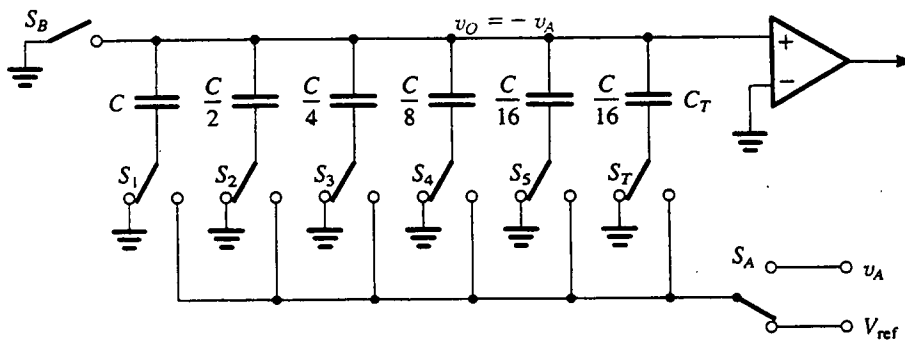 S_B
v_O = − v_A
+
−
C
C/2
C/4
C/8
C/16
C/16
C_T
S_1
S_2
S_3
S_4
S_5
S_T
S_A
v_A
V_ref